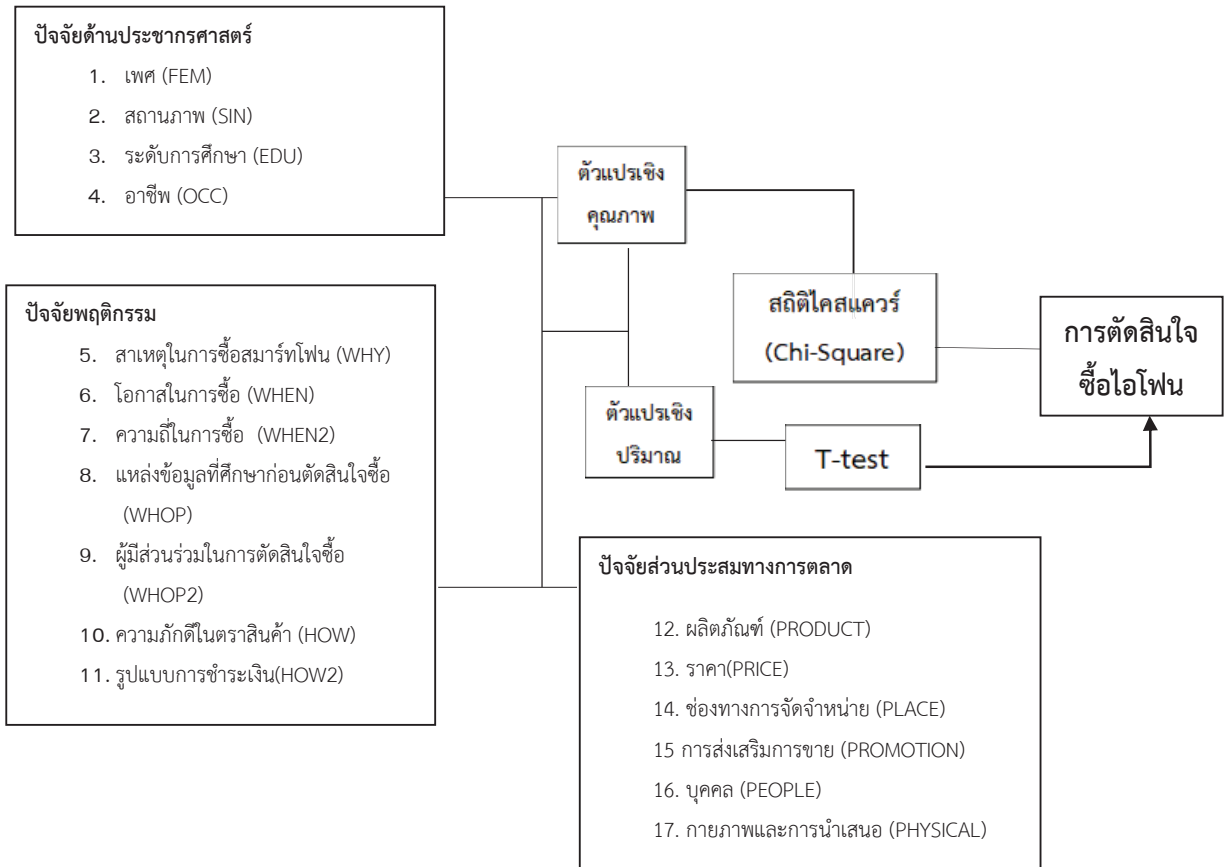 ปัจจัยด้านประชากรศาสตร์
1. เพศ (FEM)
2. สถานภาพ (SIN)
3. ระดับการศึกษา (EDU)
4. อาชีพ (OCC)
ปัจจัยพฤติกรรม
5. สาเหตุในการซื้อสมาร์ทโฟน (WHY)
6. โอกาสในการซื้อ (WHEN)
7. ความถี่ในการซื้อ (WHEN2)
8. แหล่งข้อมูลที่ศึกษาก่อนตัดสินใจซื้อ
(WHOP)
9. ผู้มีส่วนร่วมในการตัดสินใจซื้อ
(WHOP2)
10. ความภักดีในตราสินค้า (HOW)
11. รูปแบบการชำระเงิน(HOW2)
ตัวแปรเชิง
คุณภาพ
ตัวแปรเชิง
ปริมาณ
สถิติไคสแควร์
(Chi-Square)
T-test
การตัดสินใจ
ซื้อไอโฟน
ปัจจัยส่วนประสมทางการตลาด
12. ผลิตภัณฑ์ (PRODUCT)
13. ราคา(PRICE)
14. ช่องทางการจัดจำหน่าย (PLACE)
15 การส่งเสริมการขาย (PROMOTION)
16. บุคคล (PEOPLE)
17. กายภาพและการนำเสนอ (PHYSICAL)